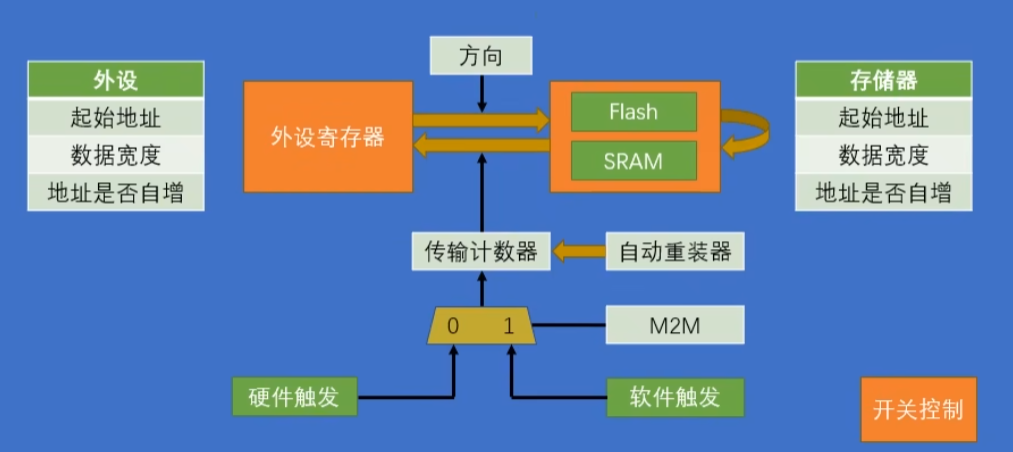 方向
外设
起始地址
数据宽度
地址是否自增
外设寄存器
Flash
SRAM
存储器
起始地址
数据宽度
地址是否自增
传输计数器
自动重装器
0 1
M2M
硬件触发
软件触发
开关控制